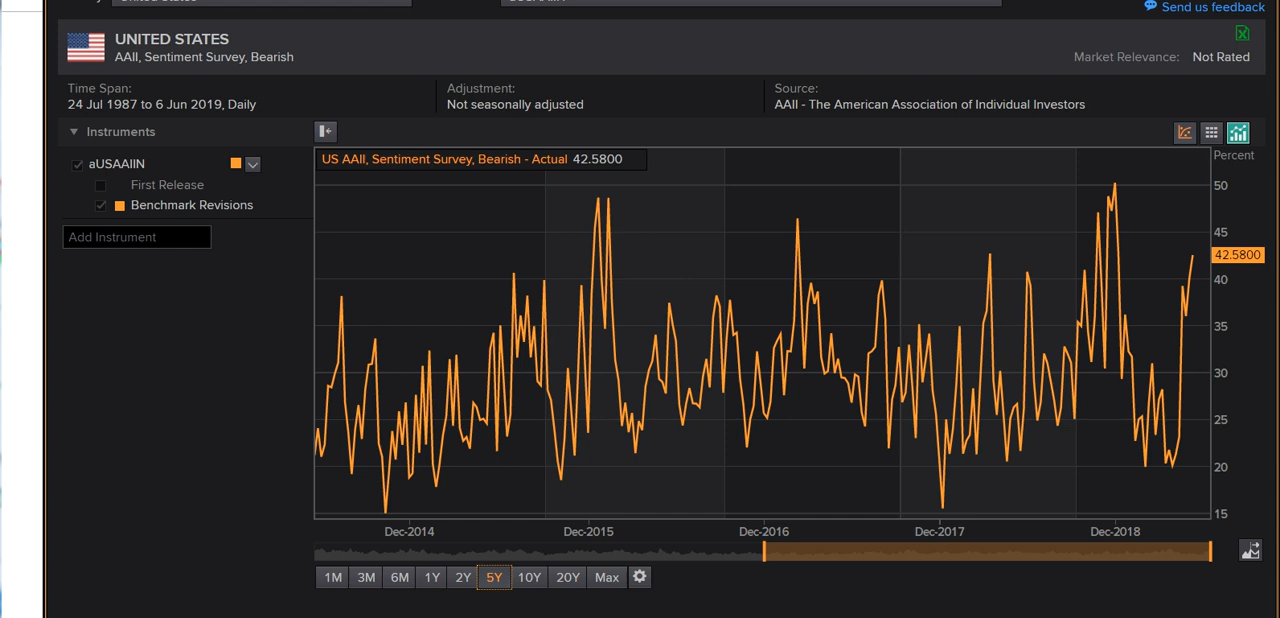 Send us feedback
UNITED STATES
AAII, Sentiment Survey, Bearish
Market Relevance: Not Rated
Time Span:
24 Jul 1987 to 6 Jun 2019, Daily
Adjustment:
Not seasonally adjusted
Source:
AAII - The American Association of Individual Investors
Instruments
aUSAAIIN
First Release
Benchmark Revisions
Add Instrument
US AAII, Sentiment Survey, Bearish - Actual 42.5800
Percent
50
45
42.5800
40
35
30
25
20
15
Dec-2014 Dec-2015 Dec-2016 Dec-2017 Dec-2018
1M 3M 6M 1Y 2Y 5Y 10Y 20Y Max